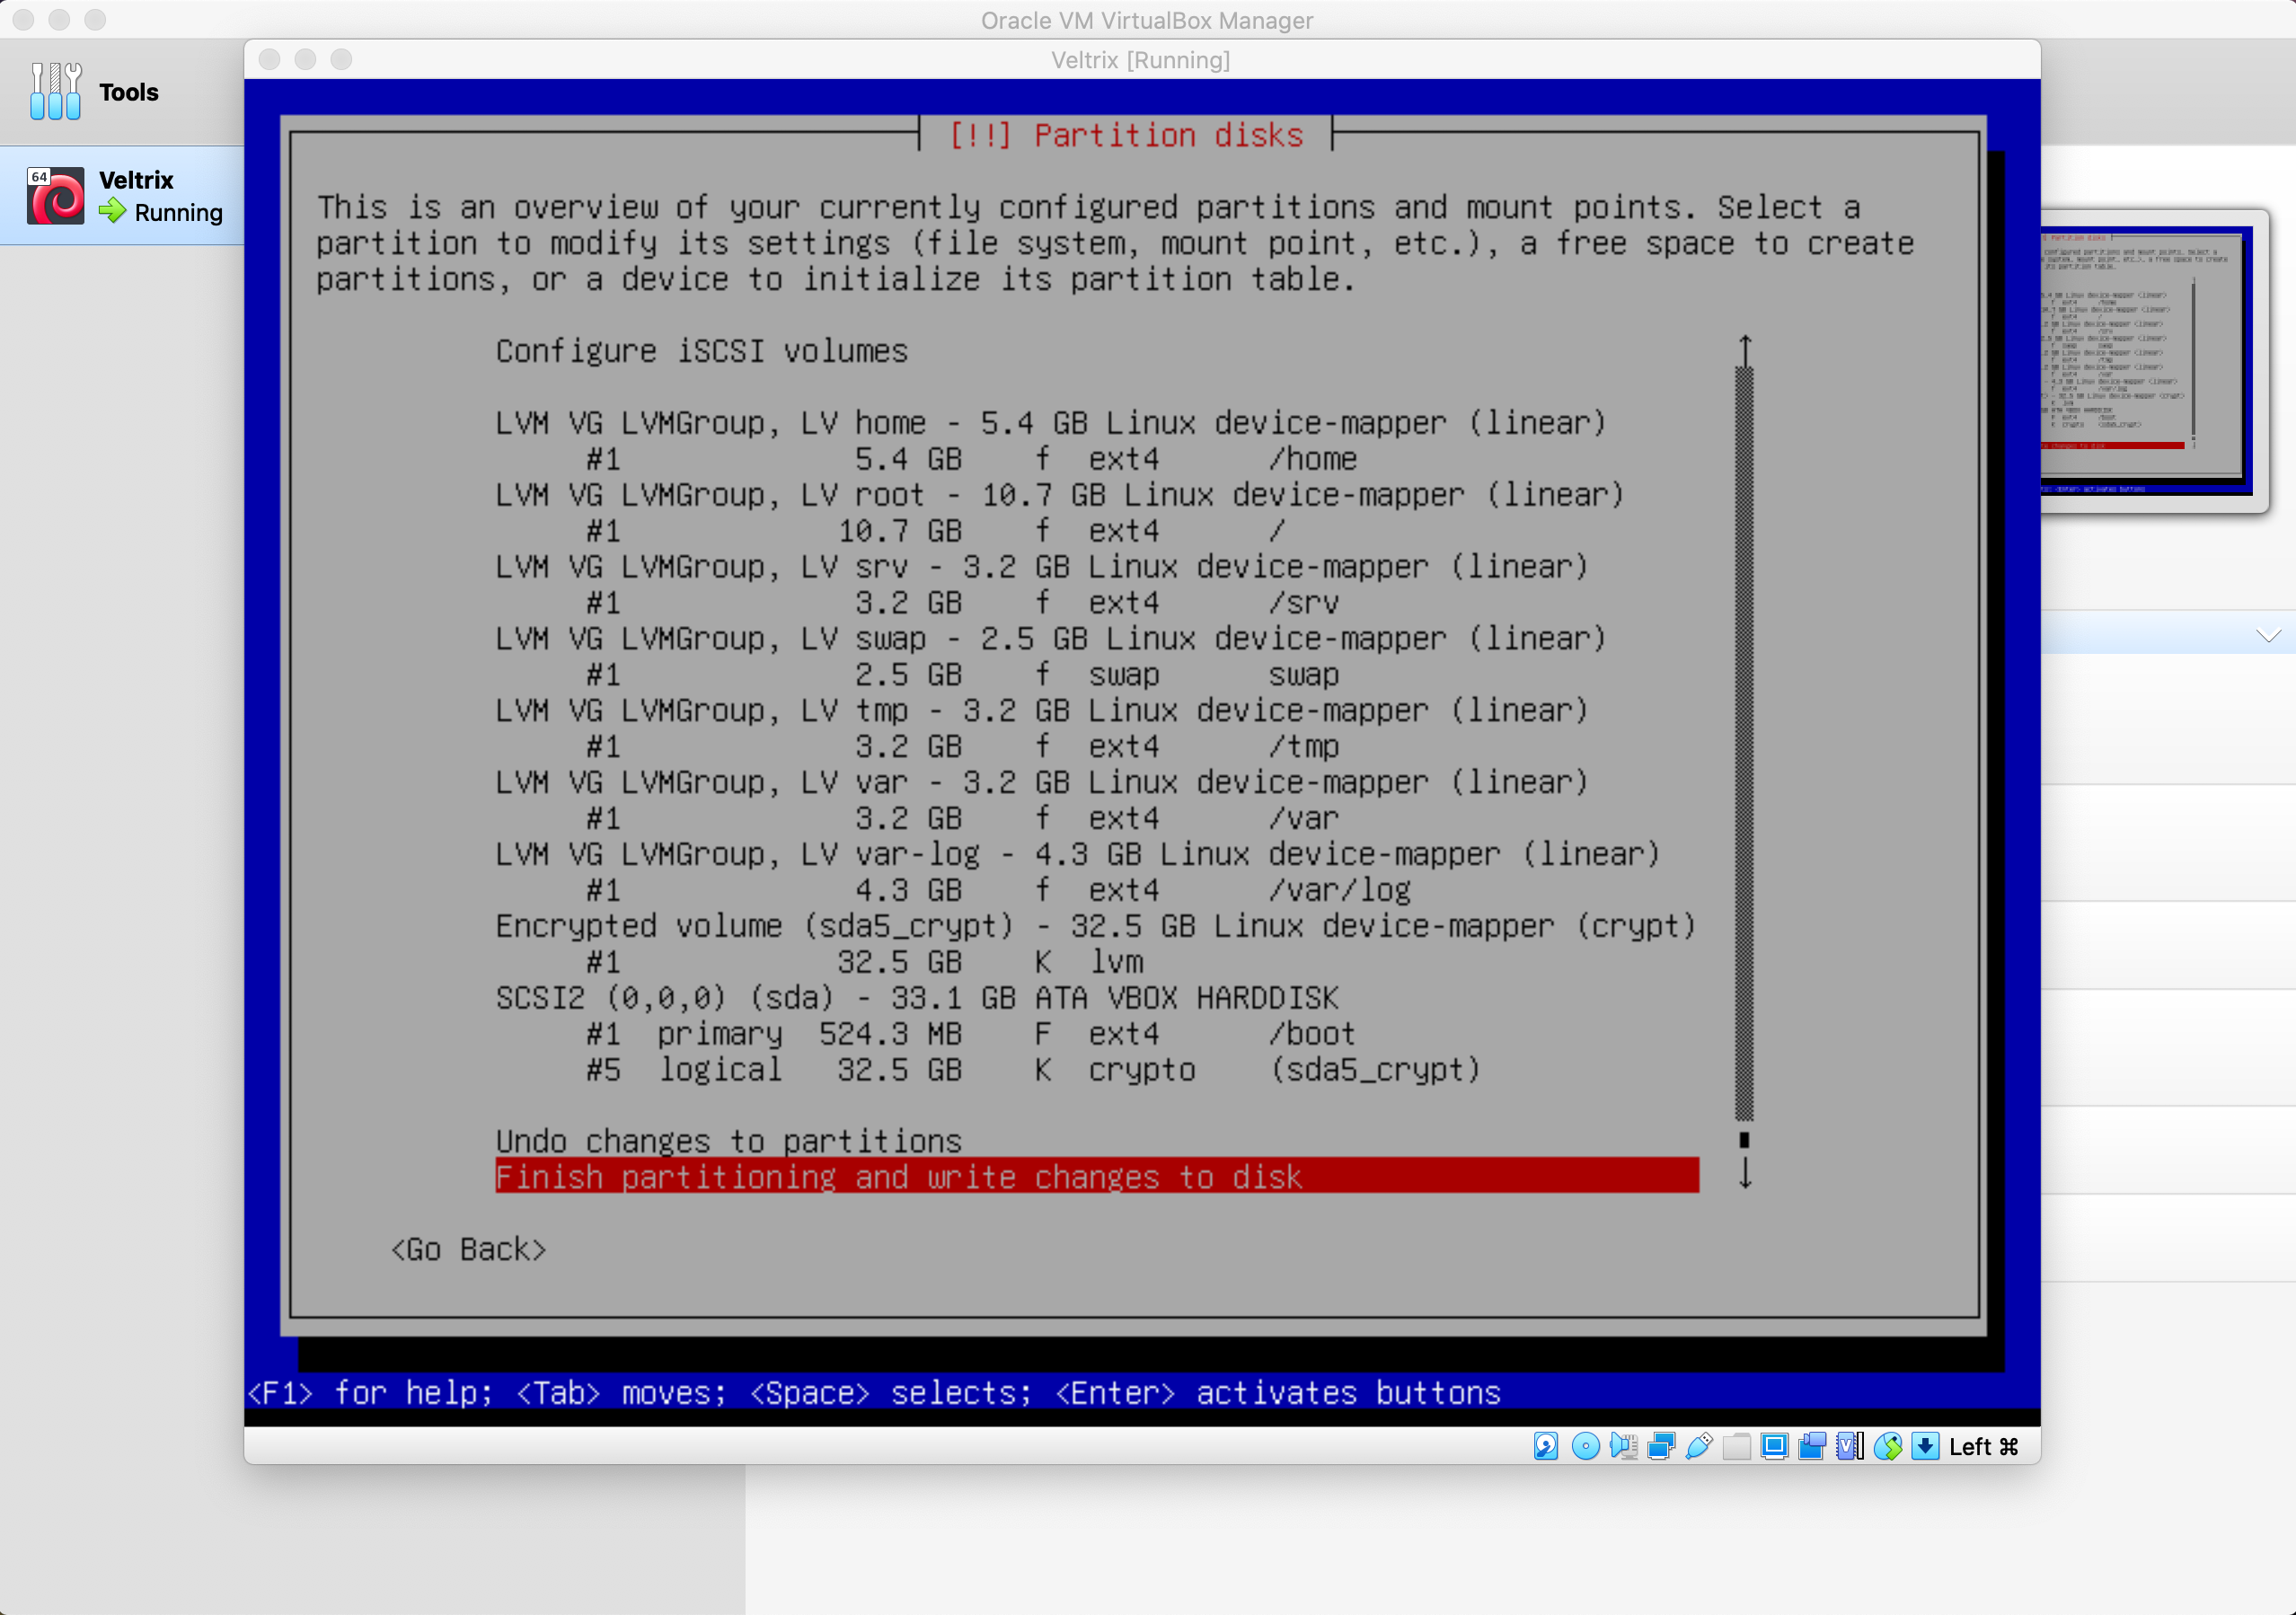 Oracle VM VirtualBox Manager
Veltrix [Running]
Tools
64
Veltrix
Running
[!!] Partition disks
This is an overview of your currently configured partitions and mount points. Select a
partition to modify its settings (file system, mount point, etc.), a free space to create
partitions, or a device to initialize its partition table.
Configure iSCSI volumes
LVM VG LVMGroup, LV home - 5.4 GB Linux device-mapper (linear)
#1 5.4 GB f ext4 /home
LVM VG LVMGroup, LV root - 10.7 GB Linux device-mapper (linear)
#1 10.7 GB f ext4 /
LVM VG LVMGroup, LV srv - 3.2 GB Linux device-mapper (linear)
#1 3.2 GB f ext4 /srv
LVM VG LVMGroup, LV swap - 2.5 GB Linux device-mapper (linear)
#1 2.5 GB f swap swap
LVM VG LVMGroup, LV tmp - 3.2 GB Linux device-mapper (linear)
#1 3.2 GB f ext4 /tmp
LVM VG LVMGroup, LV var - 3.2 GB Linux device-mapper (linear)
#1 3.2 GB f ext4 /var
LVM VG LVMGroup, LV var-log - 4.3 GB Linux device-mapper (linear)
#1 4.3 GB f ext4 /var/log
Encrypted volume (sda5_crypt) - 32.5 GB Linux device-mapper (crypt)
#1 32.5 GB K lvm
SCSI2 (0,0,0) (sda) - 33.1 GB ATA VBOX HARDDISK
#1 primary 524.3 MB F ext4 /boot
#5 logical 32.5 GB K crypto (sda5_crypt)
Undo changes to partitions
Finish partitioning and write changes to disk
<Go Back>
<F1> for help; <Tab> moves; <Space> selects; <Enter> activates buttons
Left ⌘